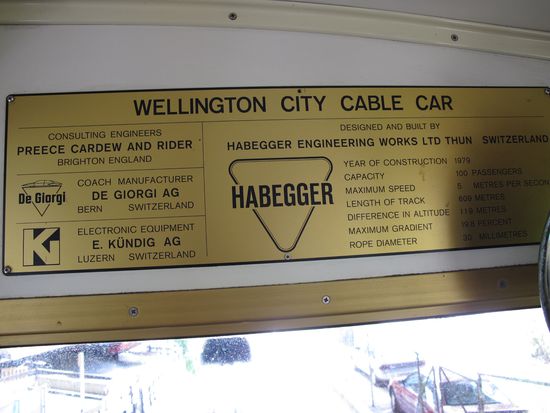 WELLINGTON CITY CABLE CAR
CONSULTING ENGINEERS
PREECE CARDEW AND RIDER
BRIGHTON ENGLAND
De Giorgi
COACH MANUFACTURER
DE GIORGI AG
BERN SWITZERLAND
K
ELECTRONIC EQUIPMENT
E. KÜNDIG AG
LUZERN SWITZERLAND
DESIGNED AND BUILT BY
HABEGGER ENGINEERING WORKS LTD THUN SWITZERLAND
HABEGGER
YEAR OF CONSTRUCTION 1979
CAPACITY 100 PASSENGERS
MAXIMUM SPEED 5 METRES PER SECOND
LENGTH OF TRACK 609 METRES
DIFFERENCE IN ALTITUDE 119 METRES
MAXIMUM GRADIENT 19.8 PERCENT
ROPE DIAMETER 30 MILLIMETRES